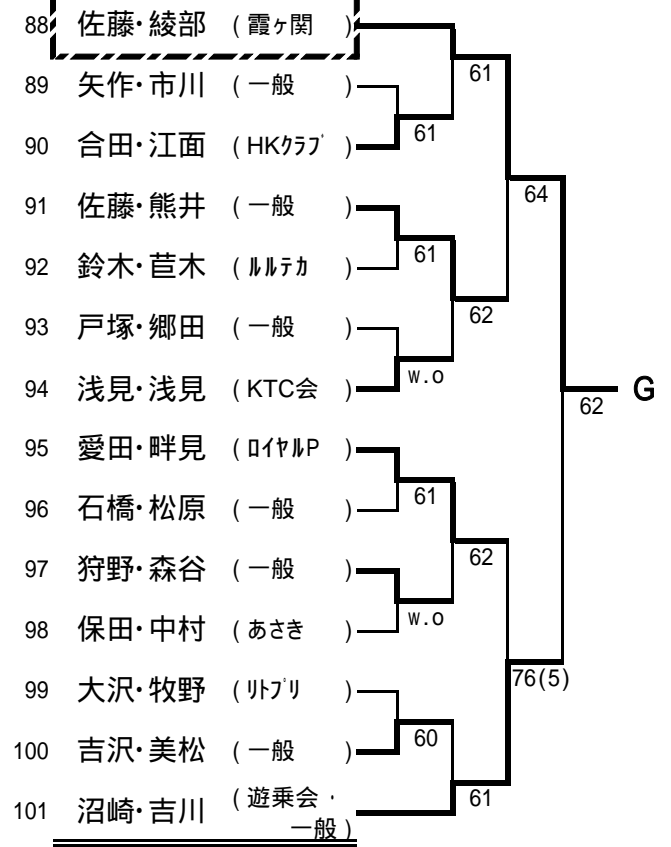 88 佐藤・綾部 (霞ヶ関)
61
89 矢作・市川 (一般)
61
90 合田・江面 (HKｸﾗﾌﾞ)
64
91 佐藤・熊井 (一般)
61
92 鈴木・苣木 (ﾙﾙﾃｶ)
62
93 戸塚・郷田 (一般)
w.o
94 浅見・浅見 (KTC会)
62 G
95 愛田・畔見 (ﾛｲﾔﾙP)
61
96 石橋・松原 (一般)
62
97 狩野・森谷 (一般)
w.o
98 保田・中村 (あさき)
76(5)
99 大沢・牧野 (ﾘﾄﾌﾟﾘ)
60
100 吉沢・美松 (一般)
61
101 沼崎・吉川 (遊乗会・
一般)